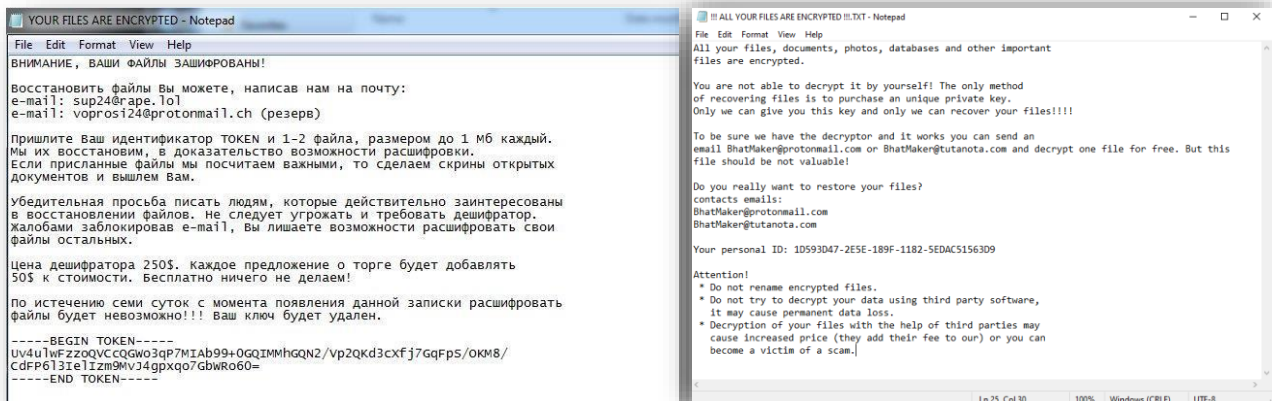 YOUR FILES ARE ENCRYPTED - Notepad
File Edit Format View Help
ВНИМАНИЕ, ВАШИ ФАЙЛЫ ЗАШИФРОВАНЫ!
Восстановить файлы Вы можете, написав нам на почту:
e-mail: sup24@rape.lol
e-mail: voprosi24@protonmail.ch (резерв)
Пришлите Ваш идентификатор TOKEN и 1-2 файла, размером до 1 Мб каждый.
Мы их восстановим, в доказательство возможности расшифровки.
Если присланные файлы мы посчитаем важными, то сделаем скрины открытых
документов и вышлем Вам.
Убедительная просьба писать людям, которые действительно заинтересованы
в восстановлении файлов. Не следует угрожать и требовать дешифратор.
Жалобами заблокировав e-mail, Вы лишаете возможности расшифровать свои
файлы остальных.
Цена дешифратора 250$. Каждое предложение о торге будет добавлять
50$ к стоимости. Бесплатно ничего не делаем!
По истечению семи суток с момента появления данной записки расшифровать
файлы будет невозможно!!! Ваш ключ будет удален.
-----BEGIN TOKEN-----
Uv4ulwFzzoQVCcQGWo3qP7MIAb99+OGQIMMhGQN2/Vp2QKd3cXfj7GqFpS/OKM8/
CdFP6l3IelIzm9MvJ4gpxqo7GbWRo60=
-----END TOKEN-----
!!! ALL YOUR FILES ARE ENCRYPTED !!!.TXT - Notepad
File Edit Format View Help
All your files, documents, photos, databases and other important
files are encrypted.
You are not able to decrypt it by yourself! The only method
of recovering files is to purchase an unique private key.
Only we can give you this key and only we can recover your files!!!!
To be sure we have the decryptor and it works you can send an
email BhatMaker@protonmail.com or BhatMaker@tutanota.com and decrypt one file for free. But this
file should be not valuable!
Do you really want to restore your files?
contacts emails:
BhatMaker@protonmail.com
BhatMaker@tutanota.com
Your personal ID: 1D593D47-2E5E-189F-1182-5EDAC51563D9
Attention!
* Do not rename encrypted files.
* Do not try to decrypt your data using third party software,
it may cause permanent data loss.
* Decryption of your files with the help of third parties may
cause increased price (they add their fee to our) or you can
become a victim of a scam.
Ln 25, Col 30 100% Windows (CRLF) UTF-8